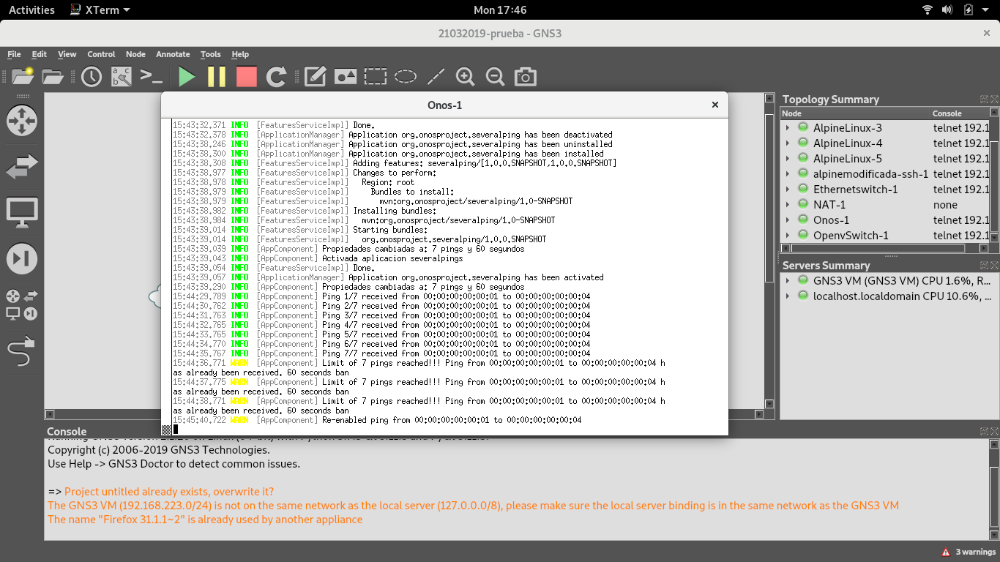 Activities XTerm Mon 17:46
21032019-prueba - GNS3
File Edit View Control Node Annotate Tools Help
Onos-1
15:43:32.371 INFO [FeaturesServiceImpl] Done.
15:43:32.378 INFO [ApplicationManager] Application org.onosproject.severalping has been deactivated
15:43:38.246 INFO [ApplicationManager] Application org.onosproject.severalping has been uninstalled
15:43:38.300 INFO [ApplicationManager] Application org.onosproject.severalping has been installed
15:43:38.308 INFO [FeaturesServiceImpl] Adding features: severalping/[1.0.0.SNAPSHOT,1.0.0.SNAPSHOT]
15:43:38.977 INFO [FeaturesServiceImpl] Changes to perform:
15:43:38.978 INFO [FeaturesServiceImpl] Region: root
15:43:38.979 INFO [FeaturesServiceImpl] Bundles to install:
15:43:38.979 INFO [FeaturesServiceImpl] mvn:org.onosproject/severalping/1.0-SNAPSHOT
15:43:38.982 INFO [FeaturesServiceImpl] Installing bundles:
15:43:38.984 INFO [FeaturesServiceImpl] mvn:org.onosproject/severalping/1.0-SNAPSHOT
15:43:39.014 INFO [FeaturesServiceImpl] Starting bundles:
15:43:39.014 INFO [FeaturesServiceImpl] org.onosproject.severalping/1.0.0.SNAPSHOT
15:43:39.039 INFO [AppComponent] Propiedades cambiadas a: 7 pings y 60 segundos
15:43:39.043 INFO [AppComponent] Activada aplicacion severalpings
15:43:39.054 INFO [FeaturesServiceImpl] Done.
15:43:39.057 INFO [ApplicationManager] Application org.onosproject.severalping has been activated
15:43:39.290 INFO [AppComponent] Propiedades cambiadas a: 7 pings y 60 segundos
15:44:29.789 INFO [AppComponent] Ping 1/7 received from 00:00:00:00:00:01 to 00:00:00:00:00:04
15:44:30.762 INFO [AppComponent] Ping 2/7 received from 00:00:00:00:00:01 to 00:00:00:00:00:04
15:44:31.763 INFO [AppComponent] Ping 3/7 received from 00:00:00:00:00:01 to 00:00:00:00:00:04
15:44:32.765 INFO [AppComponent] Ping 4/7 received from 00:00:00:00:00:01 to 00:00:00:00:00:04
15:44:33.765 INFO [AppComponent] Ping 5/7 received from 00:00:00:00:00:01 to 00:00:00:00:00:04
15:44:34.770 INFO [AppComponent] Ping 6/7 received from 00:00:00:00:00:01 to 00:00:00:00:00:04
15:44:35.767 INFO [AppComponent] Ping 7/7 received from 00:00:00:00:00:01 to 00:00:00:00:00:04
15:44:36.771 WARN [AppComponent] Limit of 7 pings reached!!! Ping from 00:00:00:00:00:01 to 00:00:00:00:00:04 h
as already been received. 60 seconds ban
15:44:37.775 WARN [AppComponent] Limit of 7 pings reached!!! Ping from 00:00:00:00:00:01 to 00:00:00:00:00:04 h
as already been received. 60 seconds ban
15:44:38.771 WARN [AppComponent] Limit of 7 pings reached!!! Ping from 00:00:00:00:00:01 to 00:00:00:00:00:04 h
as already been received. 60 seconds ban
15:45:40.722 WARN [AppComponent] Re-enabled ping from 00:00:00:00:00:01 to 00:00:00:00:00:04
Topology Summary
Node Console
AlpineLinux-3 telnet 192.1
AlpineLinux-4 telnet 192.1
AlpineLinux-5 telnet 192.1
alpinemodificada-ssh-1 telnet 192.1
Ethernetswitch-1 telnet 192.1
NAT-1 none
Onos-1 telnet 192.1
OpenvSwitch-1 telnet 192.1
Servers Summary
GNS3 VM (GNS3 VM) CPU 1.6%, R...
localhost.localdomain CPU 10.6%, ...
Console
Copyright (c) 2006-2019 GNS3 Technologies.
Use Help -> GNS3 Doctor to detect common issues.
=> Project untitled already exists, overwrite it?
The GNS3 VM (192.168.223.0/24) is not on the same network as the local server (127.0.0.0/8), please make sure the local server binding is in the same network as the GNS3 VM
The name "Firefox 31.1.1~2" is already used by another appliance
3 warnings